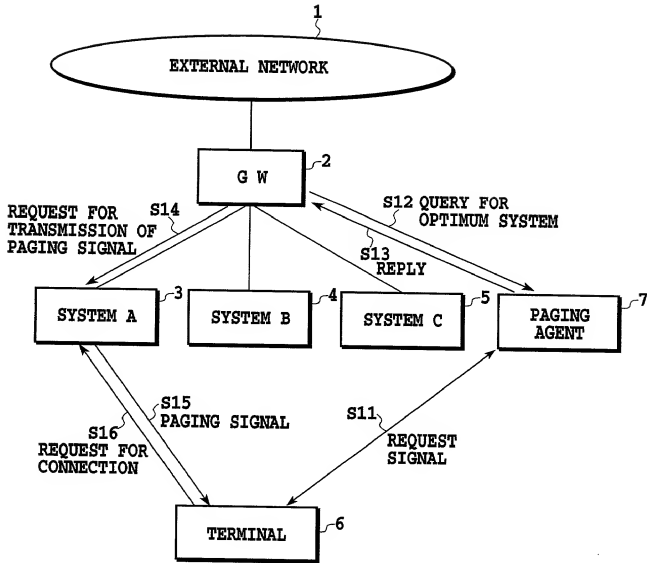 1
EXTERNAL NETWORK
2
G W
S12 QUERY FOR
OPTIMUM SYSTEM
S13
REPLY
S14
REQUEST FOR
TRANSMISSION OF
PAGING SIGNAL
3
SYSTEM A
4
SYSTEM B
5
SYSTEM C
7
PAGING
AGENT
S15
PAGING SIGNAL
S16
REQUEST FOR
CONNECTION
S11
REQUEST
SIGNAL
6
TERMINAL